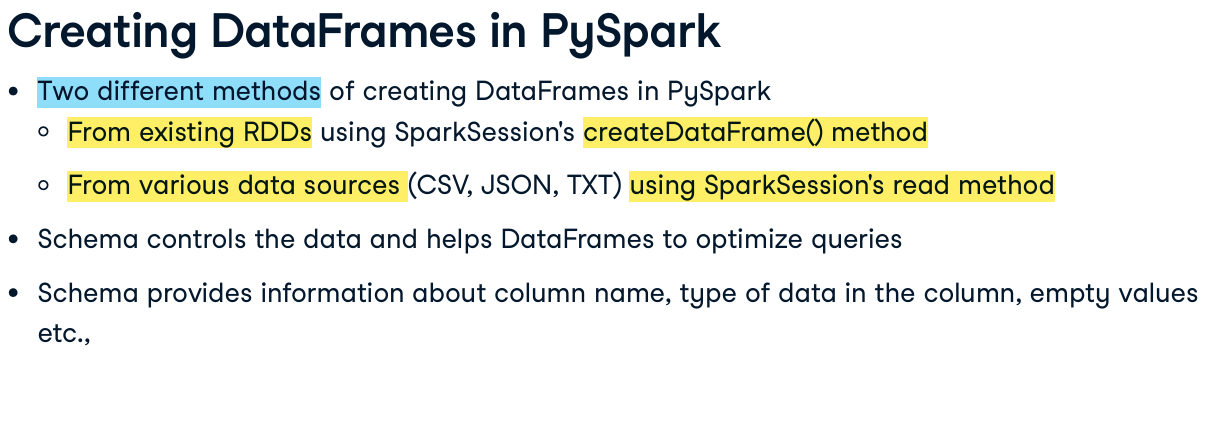 Creating DataFrames in PySpark
• Two different methods of creating DataFrames in PySpark
○ From existing RDDs using SparkSession's createDataFrame() method
○ From various data sources (CSV, JSON, TXT) using SparkSession's read method
• Schema controls the data and helps DataFrames to optimize queries
• Schema provides information about column name, type of data in the column, empty values
etc.,